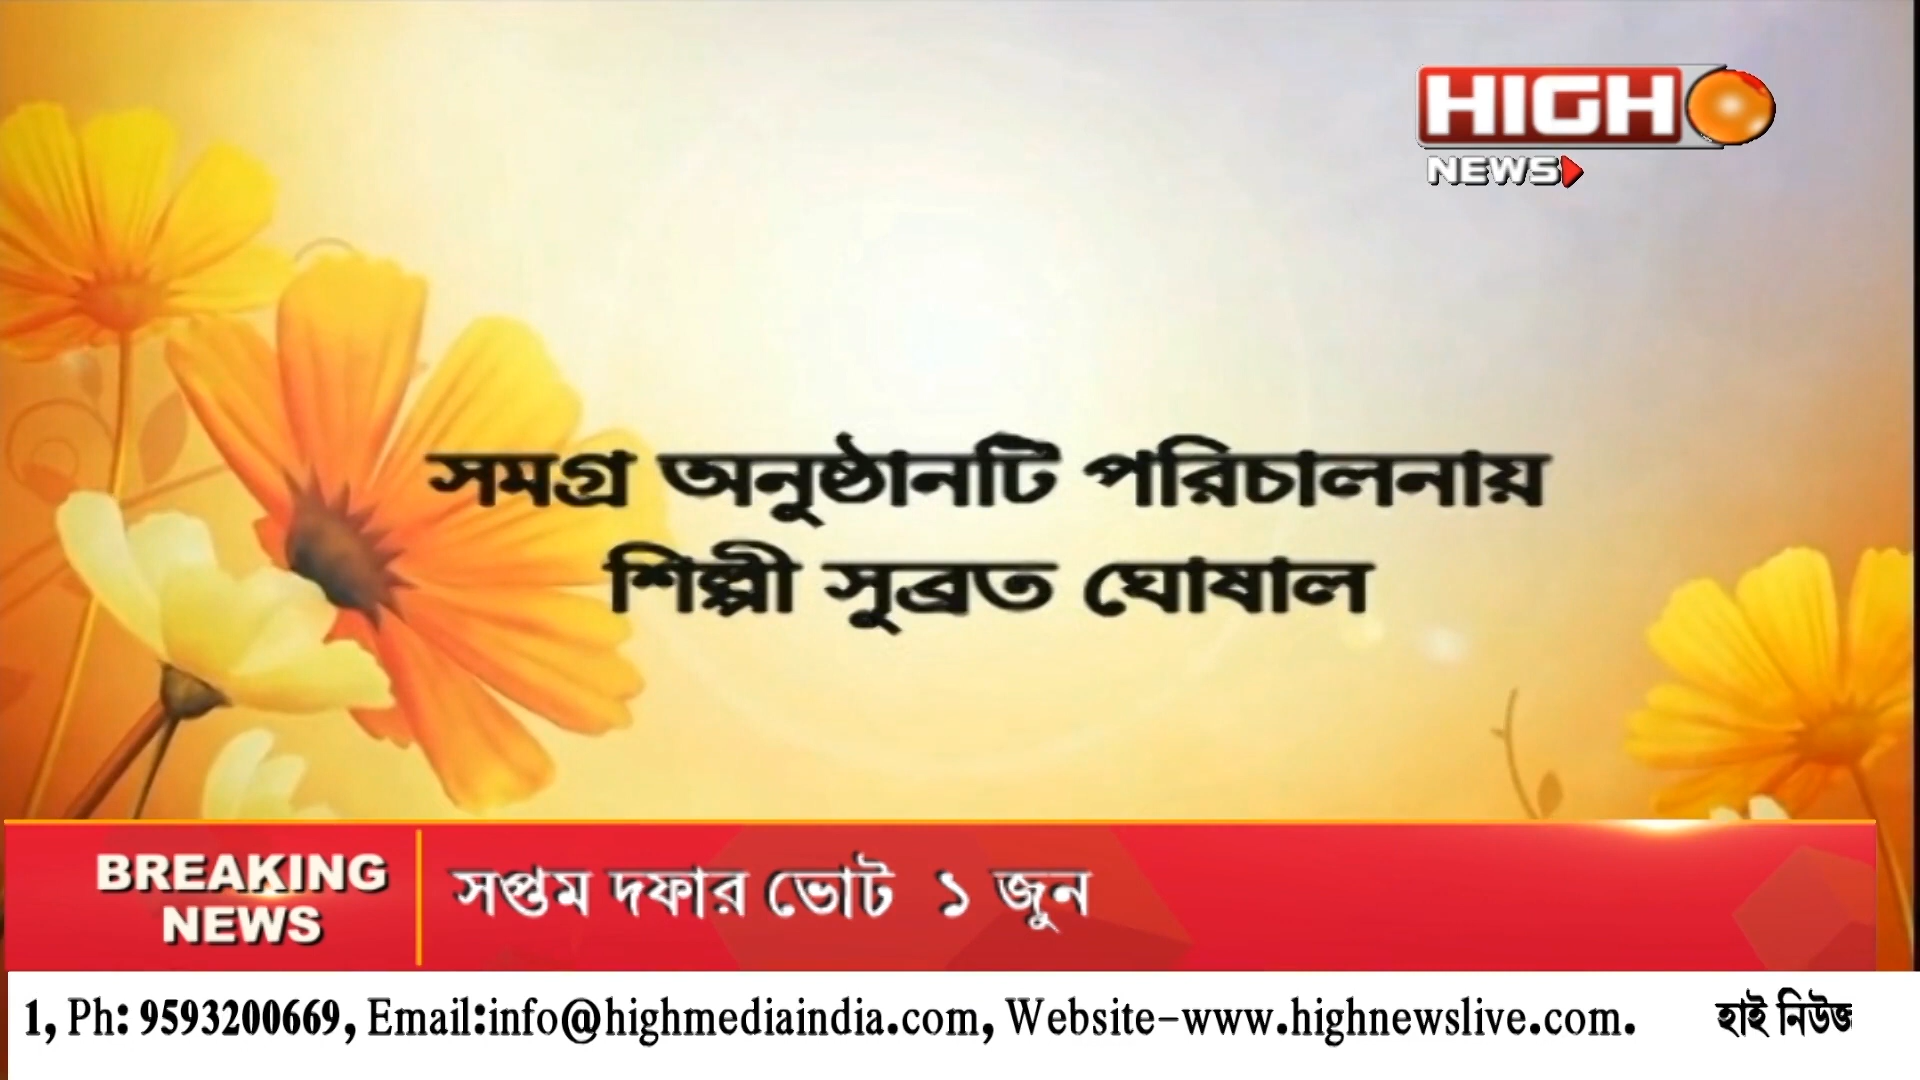 HIGH
NEWS
সমগ্র অনুষ্ঠানটি পরিচালনায়
শিল্পী সুব্রত ঘোষাল
BREAKING
NEWS
সপ্তম দফার ভোট ১ জুন
1, Ph: 9593200669, Email:info@highmediaindia.com, Website-www.highnewslive.com. হাই নিউজ